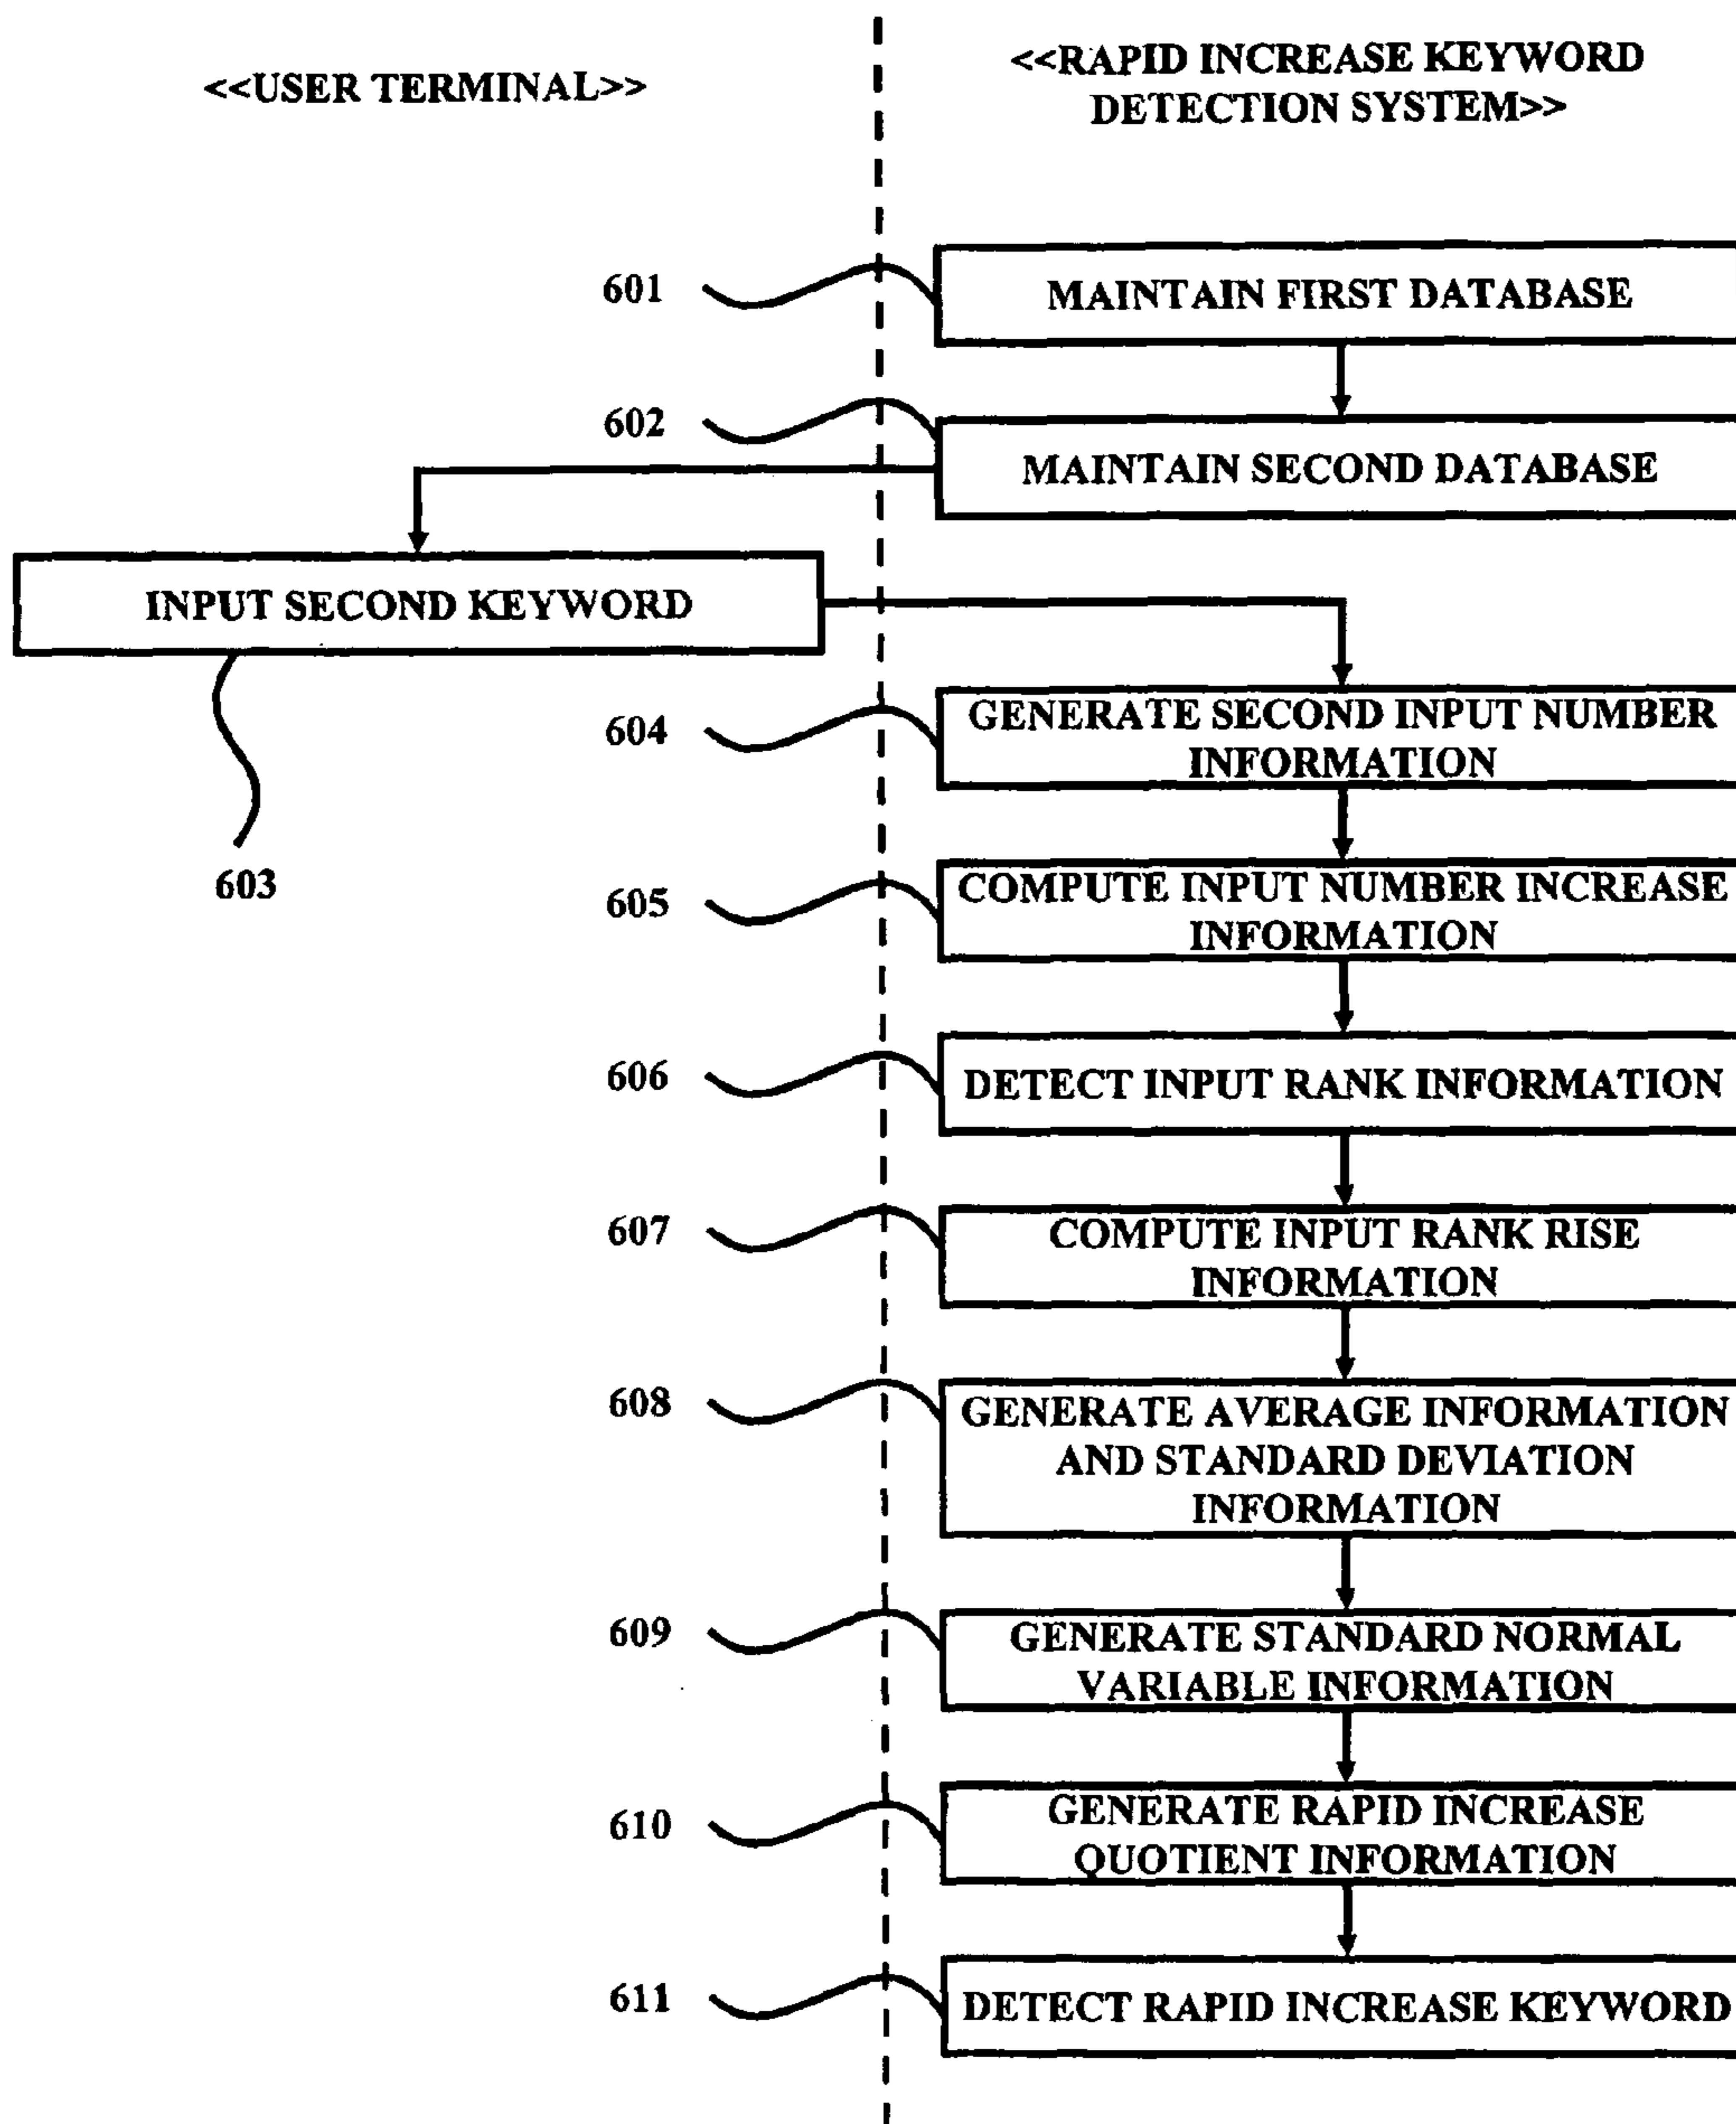 <<USER TERMINAL>>
<<RAPID INCREASE KEYWORD
DETECTION SYSTEM>>
601
MAINTAIN FIRST DATABASE
602
MAINTAIN SECOND DATABASE
INPUT SECOND KEYWORD
603
604
GENERATE SECOND INPUT NUMBER
INFORMATION
605
COMPUTE INPUT NUMBER INCREASE
INFORMATION
606
DETECT INPUT RANK INFORMATION
607
COMPUTE INPUT RANK RISE
INFORMATION
608
GENERATE AVERAGE INFORMATION
AND STANDARD DEVIATION
INFORMATION
609
GENERATE STANDARD NORMAL
VARIABLE INFORMATION
610
GENERATE RAPID INCREASE
QUOTIENT INFORMATION
611
DETECT RAPID INCREASE KEYWORD